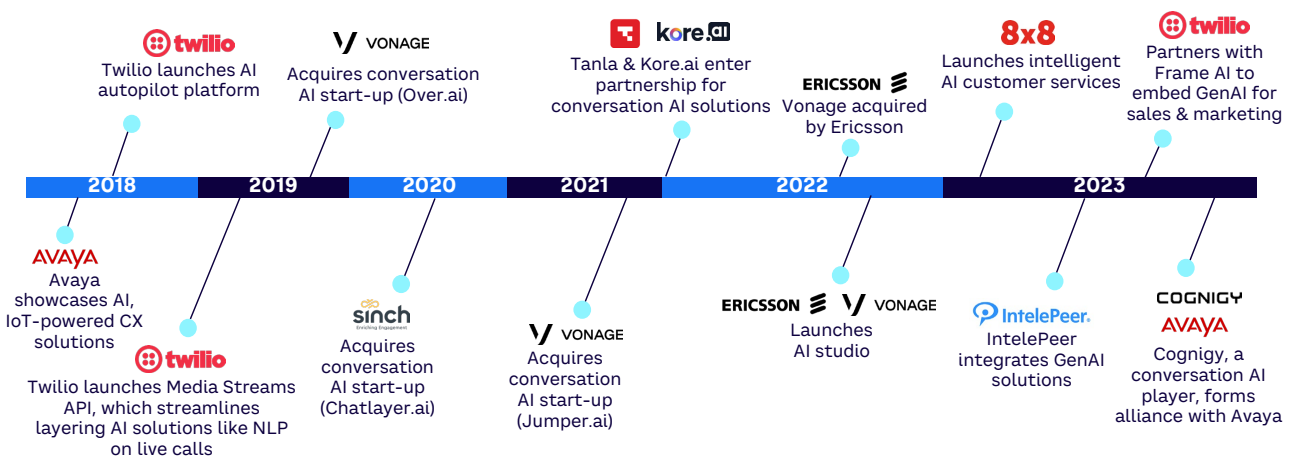 twilio
Twilio launches AI
autopilot platform
VONAGE
Acquires conversation
AI start-up (Over.ai)
kore.ai
Tanla & Kore.ai enter
partnership for
conversation AI solutions
ERICSSON
Vonage acquired
by Ericsson
8x8
Launches intelligent
AI customer services
twilio
Partners with
Frame AI to
embed GenAI for
sales & marketing
2018
2019
2020
2021
2022
2023
AVAYA
Avaya
showcases AI,
IoT-powered CX
solutions
twilio
Twilio launches Media Streams
API, which streamlines
layering AI solutions like NLP
on live calls
sinch
Enriching Engagement
Acquires
conversation
AI start-up
(Chatlayer.ai)
VONAGE
Acquires
conversation
AI start-up
(Jumper.ai)
ERICSSON VONAGE
Launches
AI studio
IntelePeer.
IntelePeer
integrates GenAI
solutions
COGNIGY
AVAYA
Cognigy, a
conversation AI
player, forms
alliance with Avaya